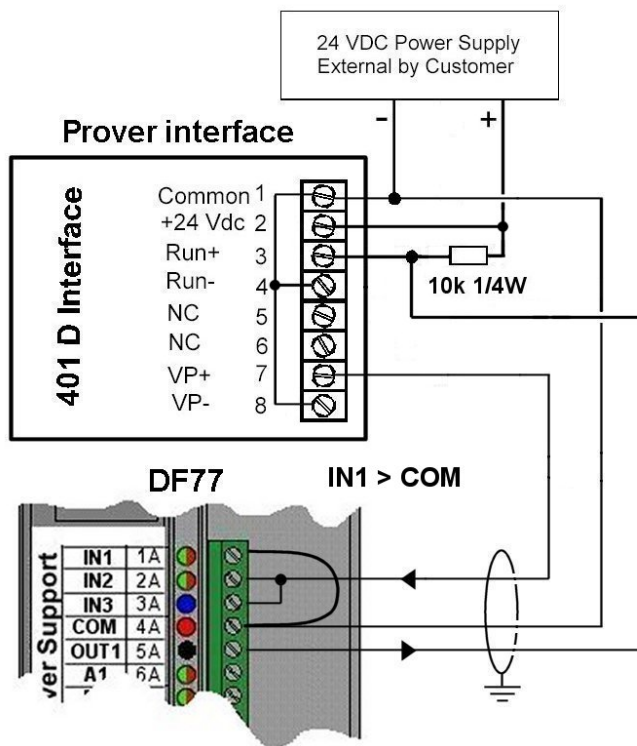 24 VDC Power Supply
External by Customer
- +
Prover interface
401 D Interface
Common 1
+24 Vdc 2
Run+ 3
Run- 4
NC 5
NC 6
VP+ 7
VP- 8
10k 1/4W
DF77
IN1 > COM
ver Support
IN1 1A
IN2 2A
IN3 3A
COM 4A
OUT1 5A
A1 6A